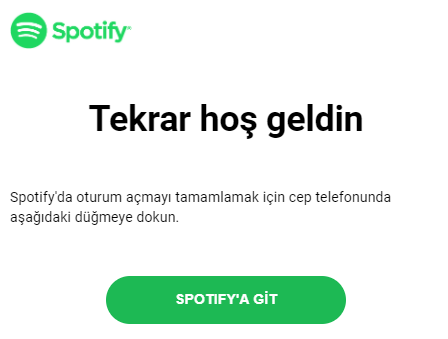 Spotify
Tekrar hoş geldin
Spotify'da oturum açmayı tamamlamak için cep telefonunda
aşağıdaki düğmeye dokun.
SPOTIFY'A GİT